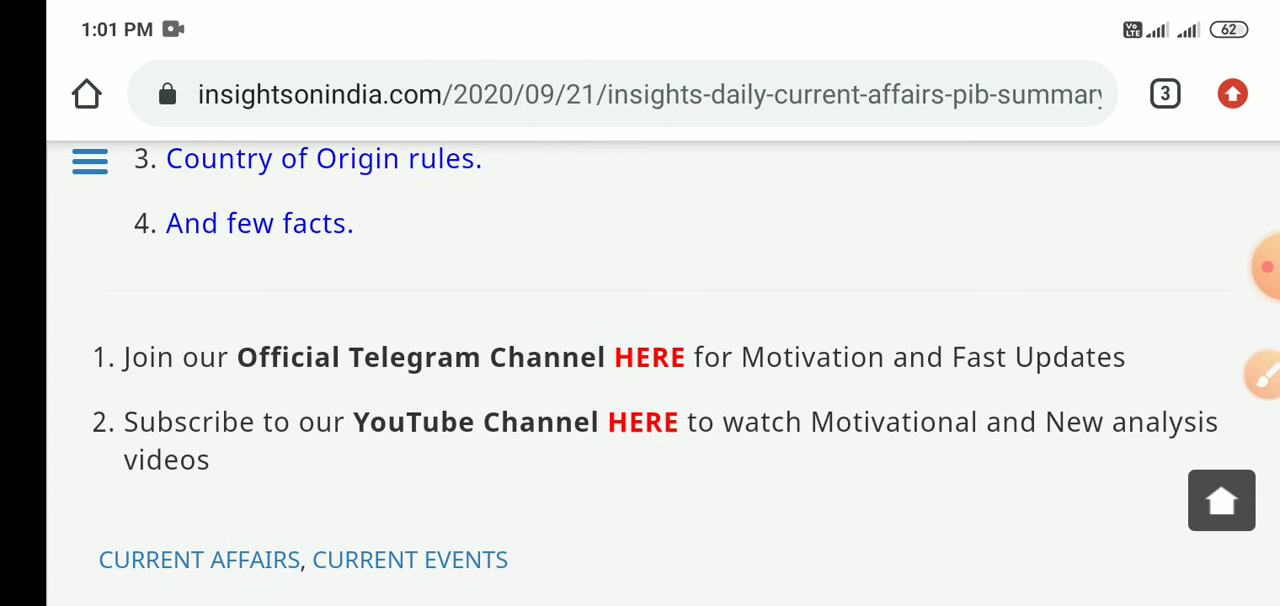 1:01 PM
Vo LTE
62
insightsonindia.com/2020/09/21/insights-daily-current-affairs-pib-summary
3
3. Country of Origin rules.
4. And few facts.
1. Join our Official Telegram Channel HERE for Motivation and Fast Updates
2. Subscribe to our YouTube Channel HERE to watch Motivational and New analysis
videos
CURRENT AFFAIRS, CURRENT EVENTS